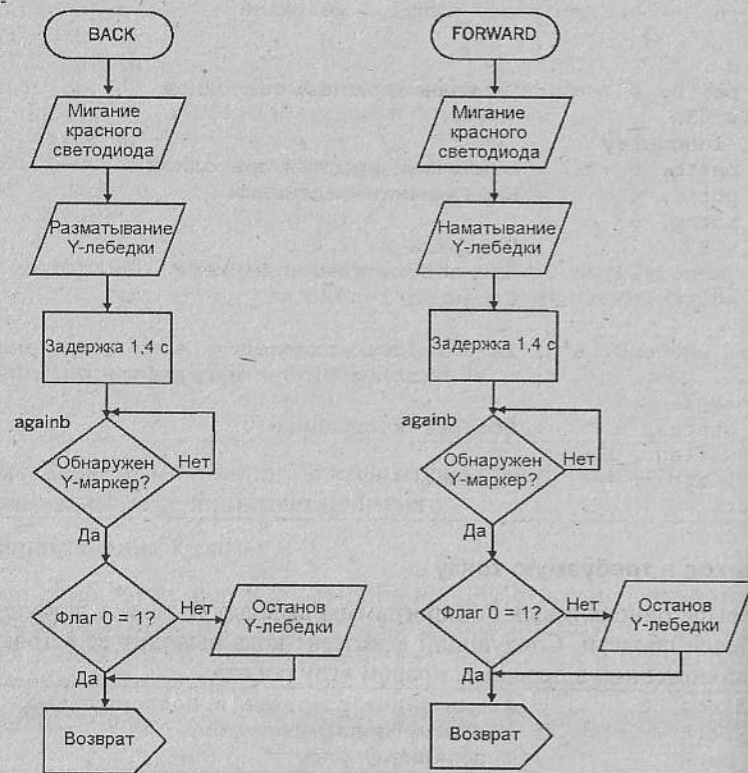 BACK
Мигание
красного
светодиода
Разматывание
Y-лебедки
Задержка 1,4 с
againb
Обнаружен
Y-маркер?
Нет
Да
Флаг 0 = 1?
Нет
Останов
Y-лебедки
Да
Возврат
FORWARD
Мигание
красного
светодиода
Наматывание
Y-лебедки
Задержка 1,4 с
againb
Обнаружен
Y-маркер?
Нет
Да
Флаг 0 = 1?
Нет
Останов
Y-лебедки
Да
Возврат